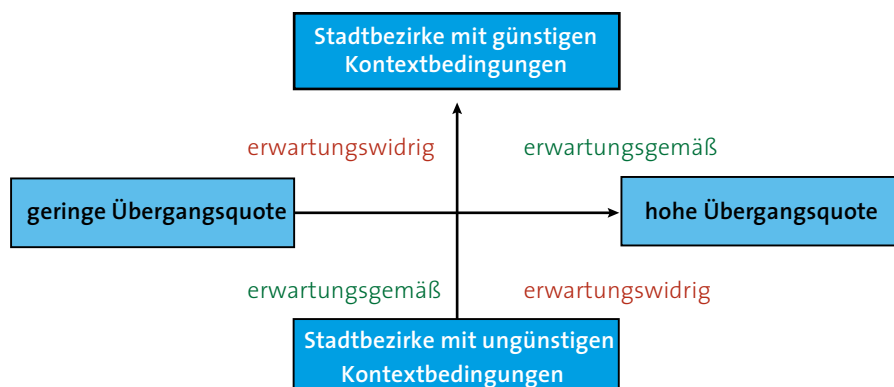 Stadtbezirke mit günstigen
Kontextbedingungen
erwartungswidrig
erwartungsgemäß
geringe Übergangsquote
hohe Übergangsquote
erwartungsgemäß
erwartungswidrig
Stadtbezirke mit ungünstigen
Kontextbedingungen